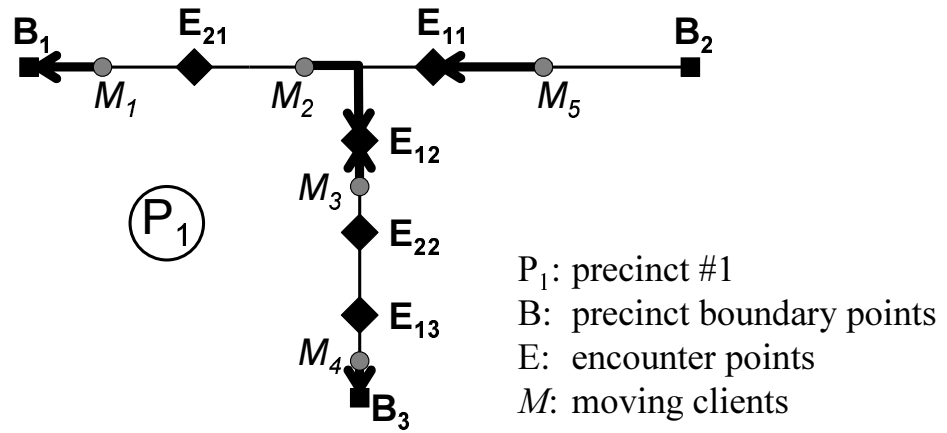 B₁ E₂₁ E₁₁ B₂
M₁ M₂ M₅
E₁₂
M₃
P₁
E₂₂
E₁₃
M₄
B₃
P₁: precinct #1
B: precinct boundary points
E: encounter points
M: moving clients